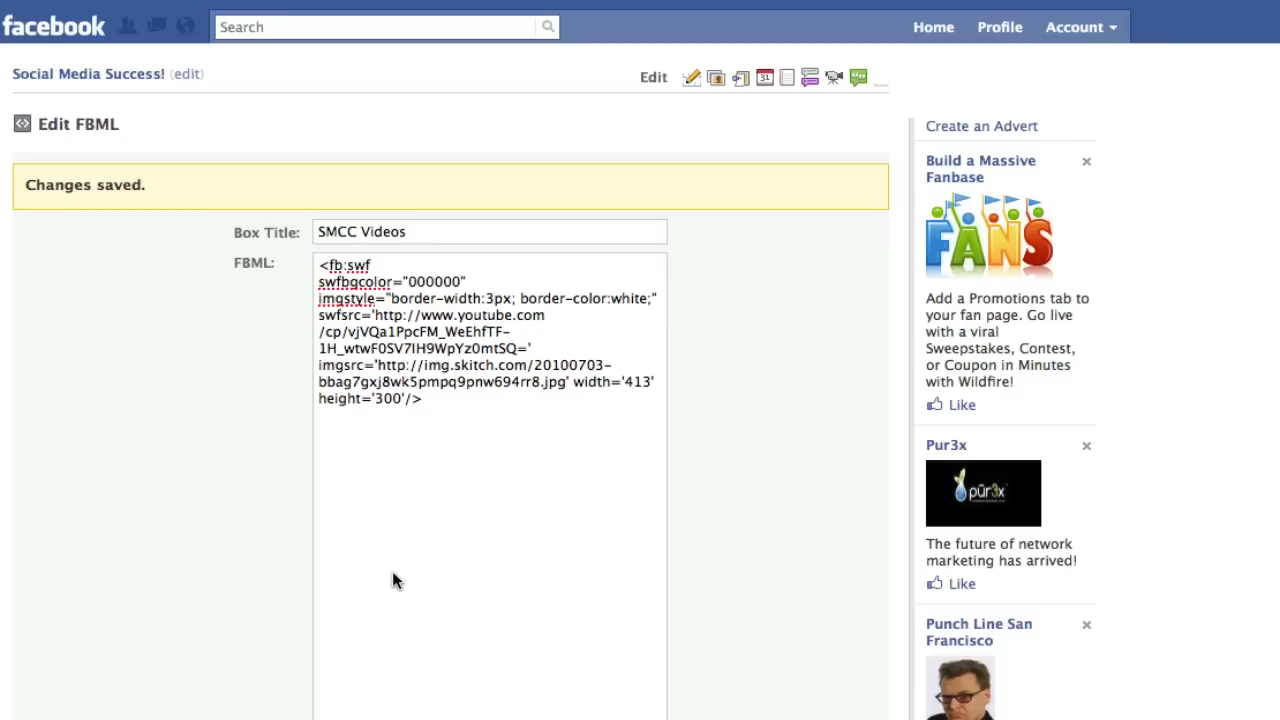 facebook
Search
Home Profile Account
Social Media Success! (edit)
Edit
31
Edit FBML
Changes saved.
Box Title: SMCC Videos
FBML:
<fb:swf
swfbgcolor="000000"
imgstyle="border-width:3px; border-color:white;"
swfsrc='http://www.youtube.com
/cp/vjVQa1PpcFM_WeEhfTF-
1H_wtwF0SV7IH9WpYz0mtSQ='
imgsrc='http://img.skitch.com/20100703-
bbag7gxj8wk5pmpq9pnw694rr8.jpg' width='413'
height='300'/>
Create an Advert
Build a Massive
Fanbase
FANS
Add a Promotions tab to
your fan page. Go live
with a viral
Sweepstakes, Contest,
or Coupon in Minutes
with Wildfire!
Like
Pur3x
pūr3x
The future of network
marketing has arrived!
Like
Punch Line San
Francisco